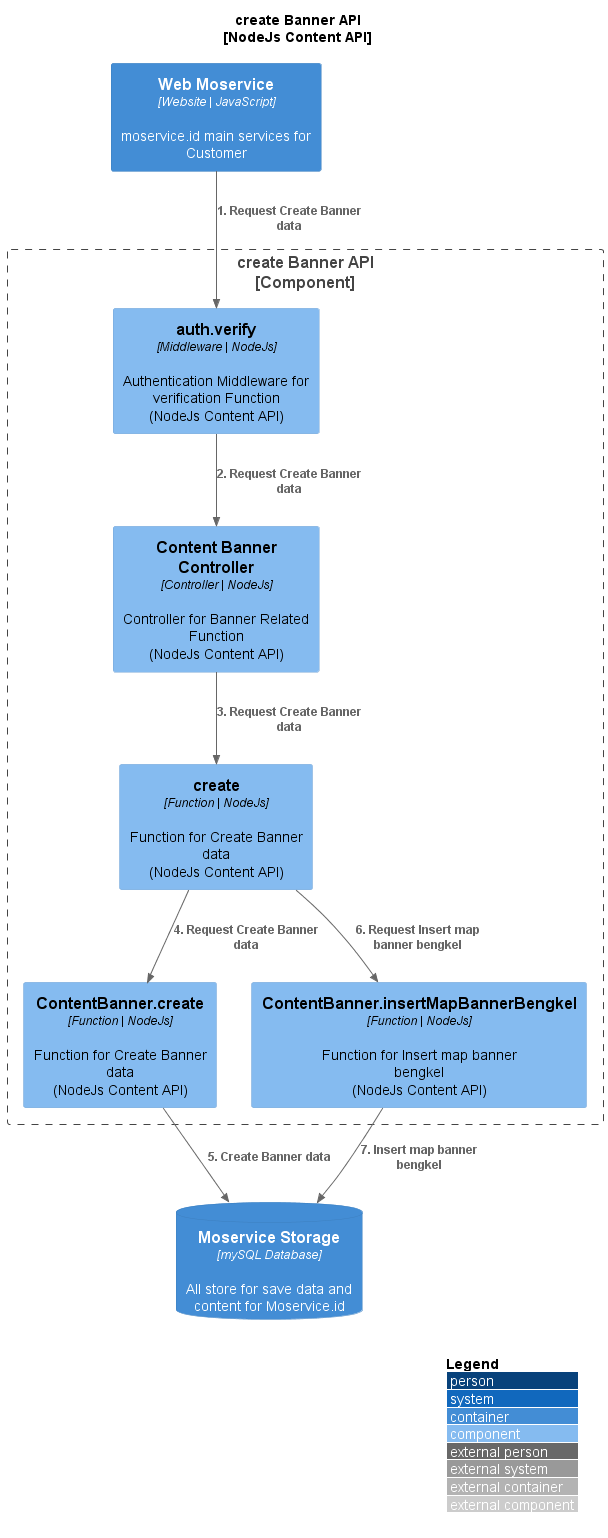 create Banner API
[NodeJs Content API]
Web Moservice
[Website | JavaScript]
moservice.id main services for
Customer
1. Request Create Banner
data
create Banner API
[Component]
auth.verify
[Middleware | NodeJs]
Authentication Middleware for
verification Function
(NodeJs Content API)
2. Request Create Banner
data
Content Banner
Controller
[Controller | NodeJs]
Controller for Banner Related
Function
(NodeJs Content API)
3. Request Create Banner
data
create
[Function | NodeJs]
Function for Create Banner
data
(NodeJs Content API)
4. Request Create Banner
data
6. Request Insert map
banner bengkel
ContentBanner.create
[Function | NodeJs]
Function for Create Banner
data
(NodeJs Content API)
ContentBanner.insertMapBannerBengkel
[Function | NodeJs]
Function for Insert map banner
bengkel
(NodeJs Content API)
5. Create Banner data
7. Insert map banner
bengkel
Moservice Storage
[mySQL Database]
All store for save data and
content for Moservice.id
Legend
person
system
container
component
external person
external system
external container
external component